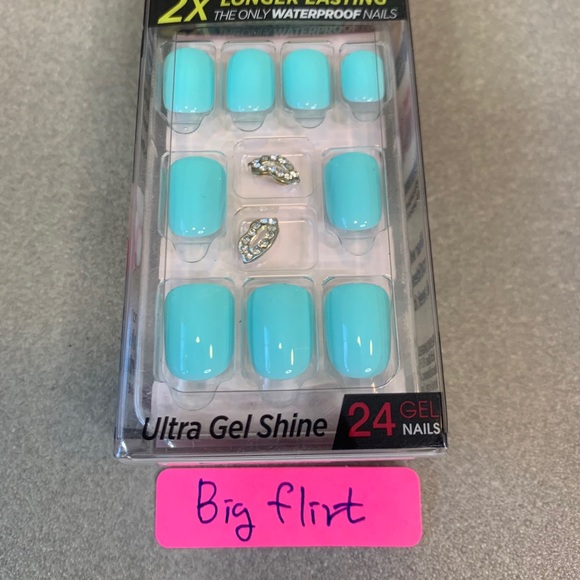 2X LONGER LASTING
THE ONLY WATERPROOF NAILS
Ultra Gel Shine
24 GEL NAILS
Big flirt